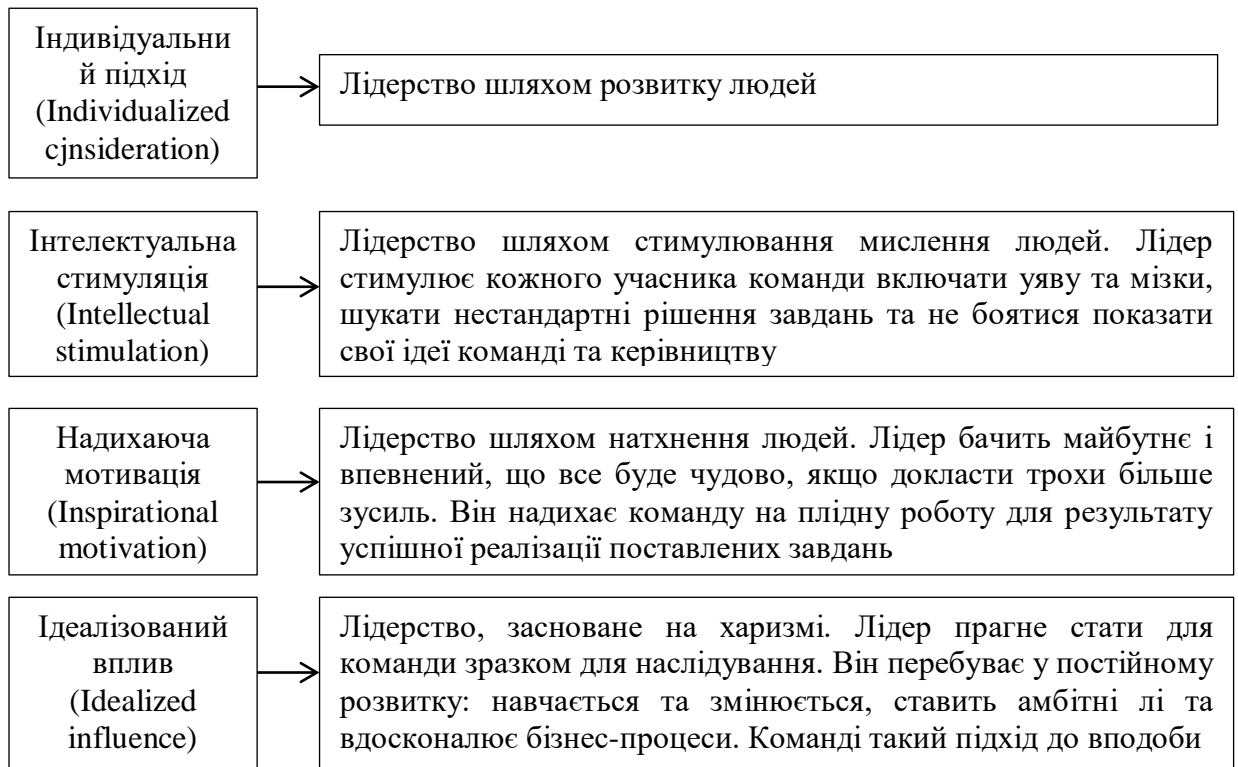 Індивідуальни
й підхід
(Individualized
cjnsideration)
Лідерство шляхом розвитку людей
Інтелектуальна
стимуляція
(Intellectual
stimulation)
Лідерство шляхом стимулювання мислення людей. Лідер
стимулює кожного учасника команди включати уяву та мізки,
шукати нестандартні рішення завдань та не боятися показати
свої ідеї команді та керівництву
Надихаюча
мотивація
(Inspirational
motivation)
Лідерство шляхом натхнення людей. Лідер бачить майбутнє і
впевнений, що все буде чудово, якщо докласти трохи більше
зусиль. Він надихає команду на плідну роботу для результату
успішної реалізації поставлених завдань
Ідеалізований
вплив
(Idealized
influence)
Лідерство, засноване на харизмі. Лідер прагне стати для
команди зразком для наслідування. Він перебуває у постійному
розвитку: навчається та змінюється, ставить амбітні лі та
вдосконалює бізнес-процеси. Команді такий підхід до вподоби